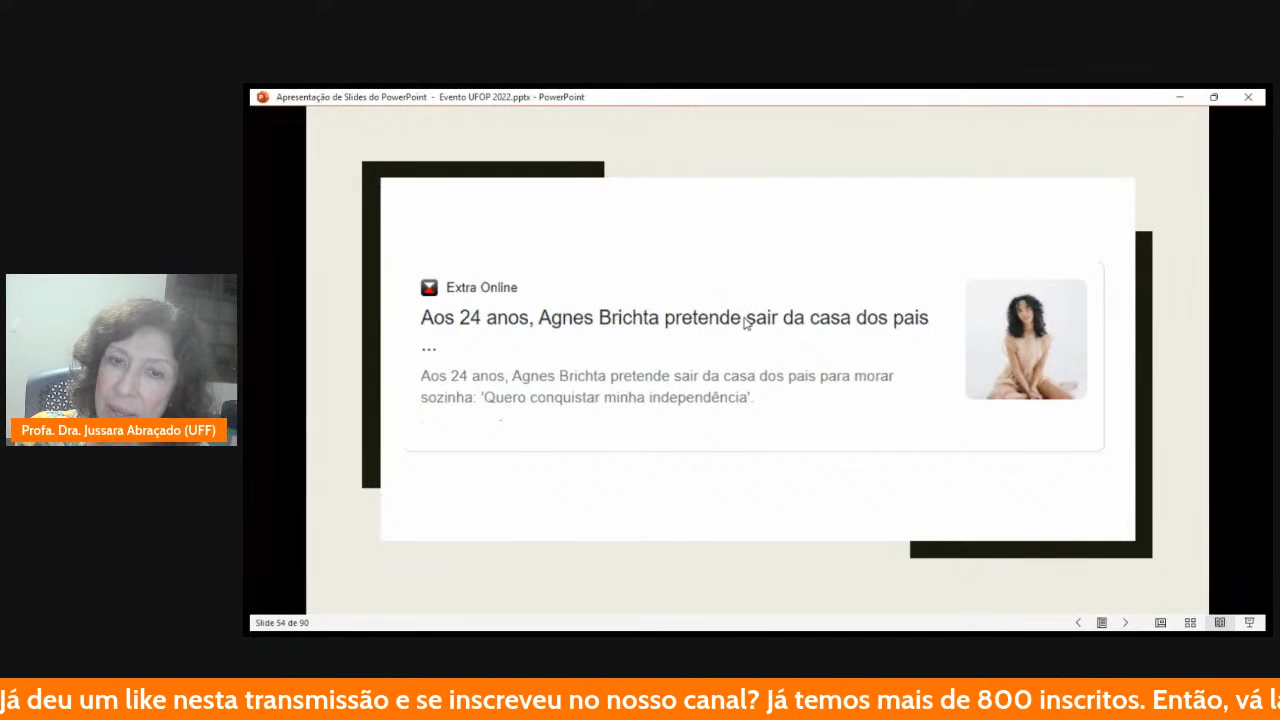 Apresentação de Slides do PowerPoint - Evento UFOP 2022.pptx - PowerPoint
Extra Online
Aos 24 anos, Agnes Brichta pretende sair da casa dos pais
...
Aos 24 anos, Agnes Brichta pretende sair da casa dos pais para morar
sozinha: 'Quero conquistar minha independência'.
Profa. Dra. Jussara Abraçado (UFF)
Slide 54 de 90
Já deu um like nesta transmissão e se inscreveu no nosso canal? Já temos mais de 800 inscritos. Então, vá